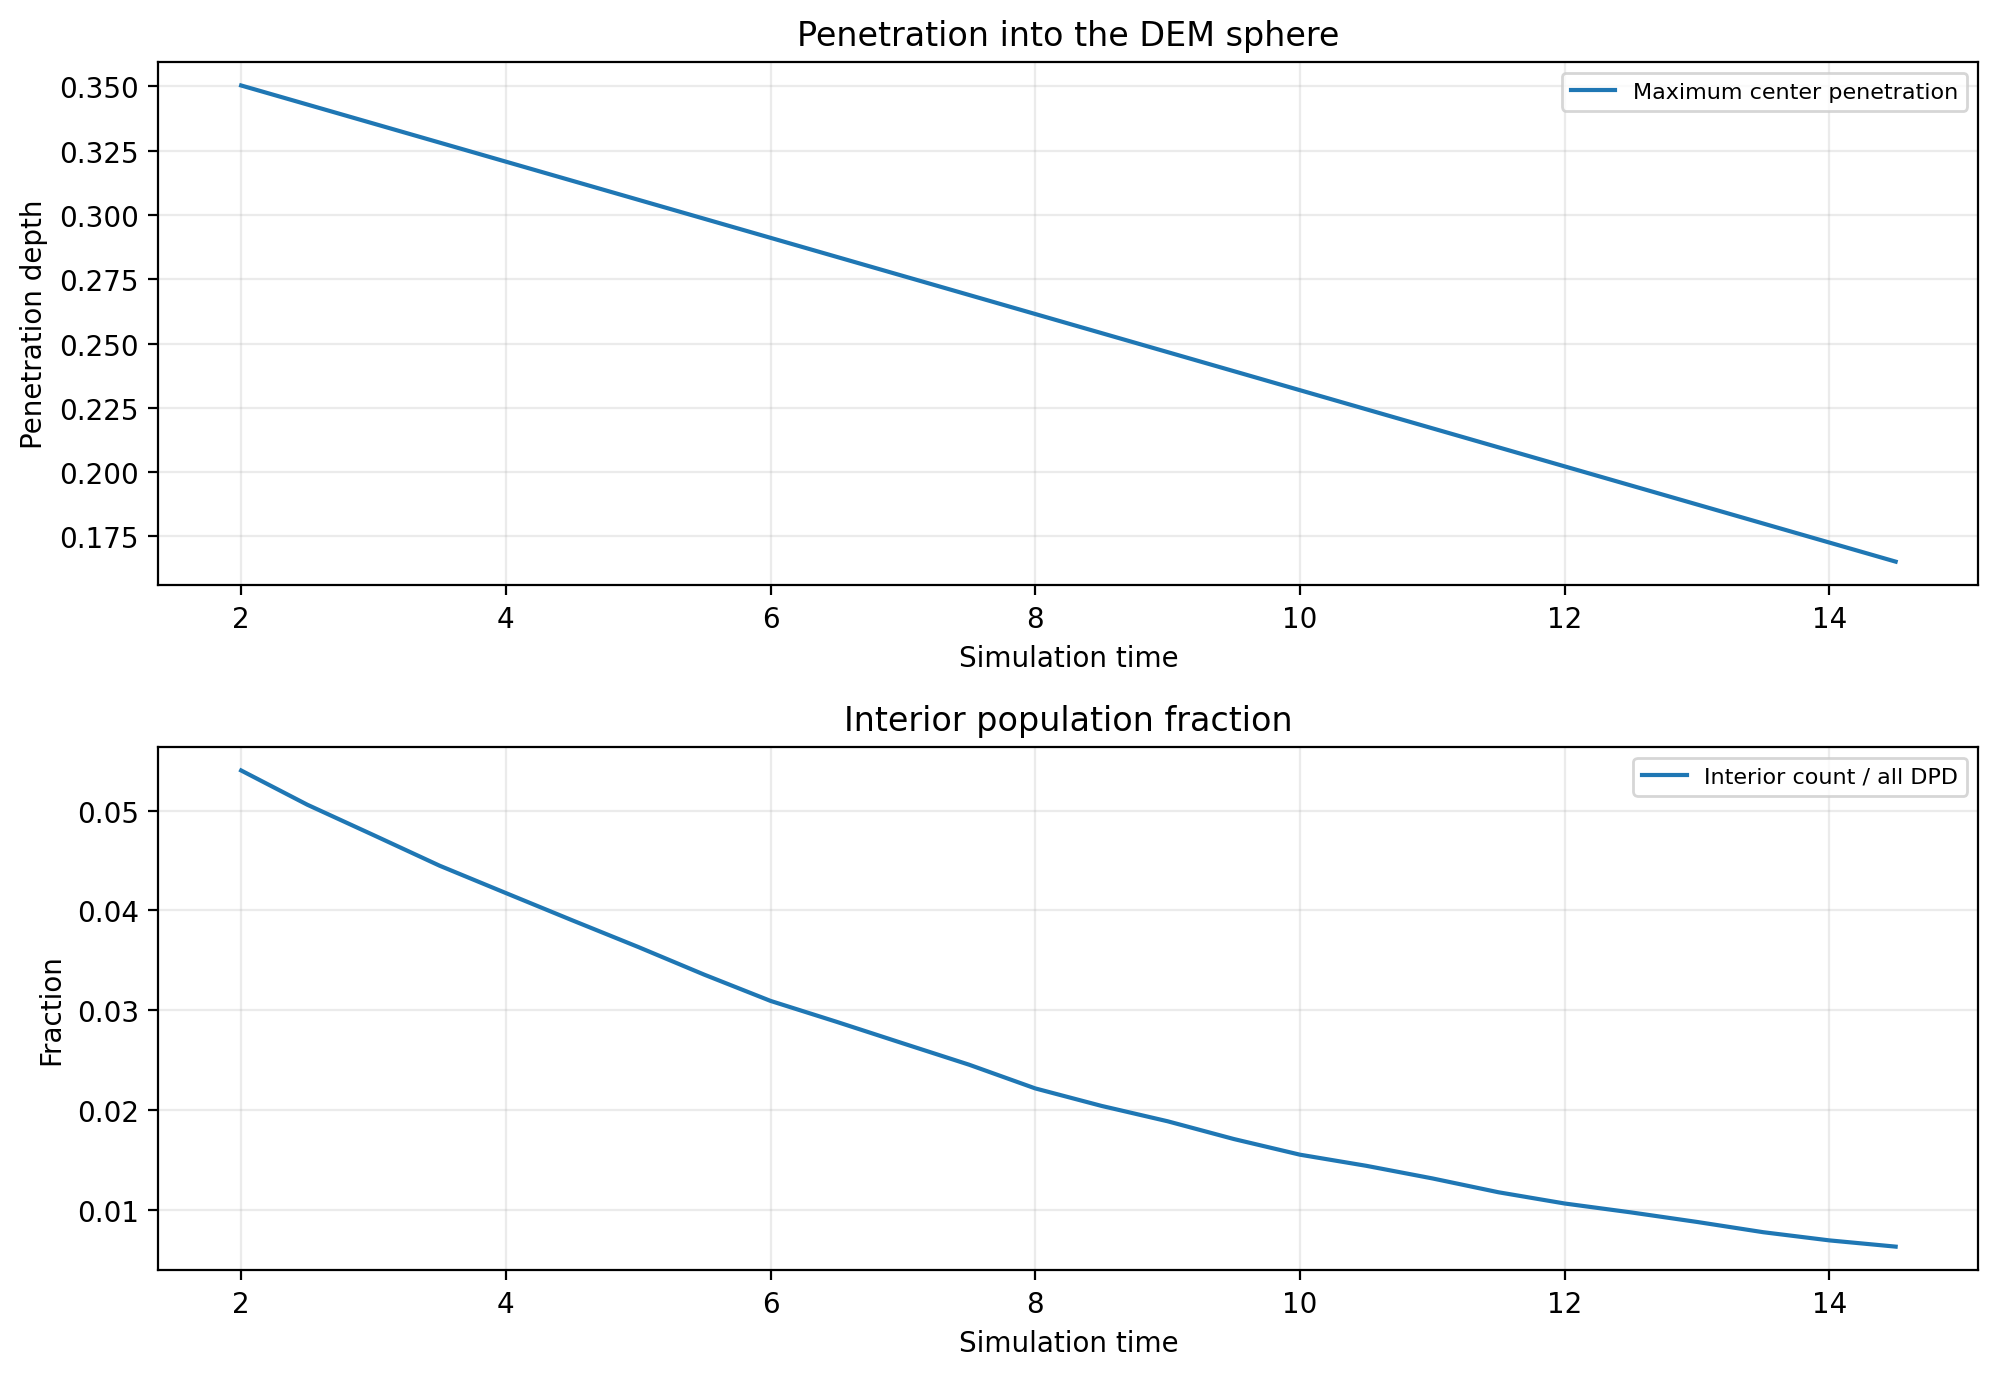 Penetration into the DEM sphere
Maximum center penetration
Penetration depth
0.350
0.325
0.300
0.275
0.250
0.225
0.200
0.175
2 4 6 8 10 12 14
Simulation time
Interior population fraction
Interior count / all DPD
Fraction
0.05
0.04
0.03
0.02
0.01
2 4 6 8 10 12 14
Simulation time